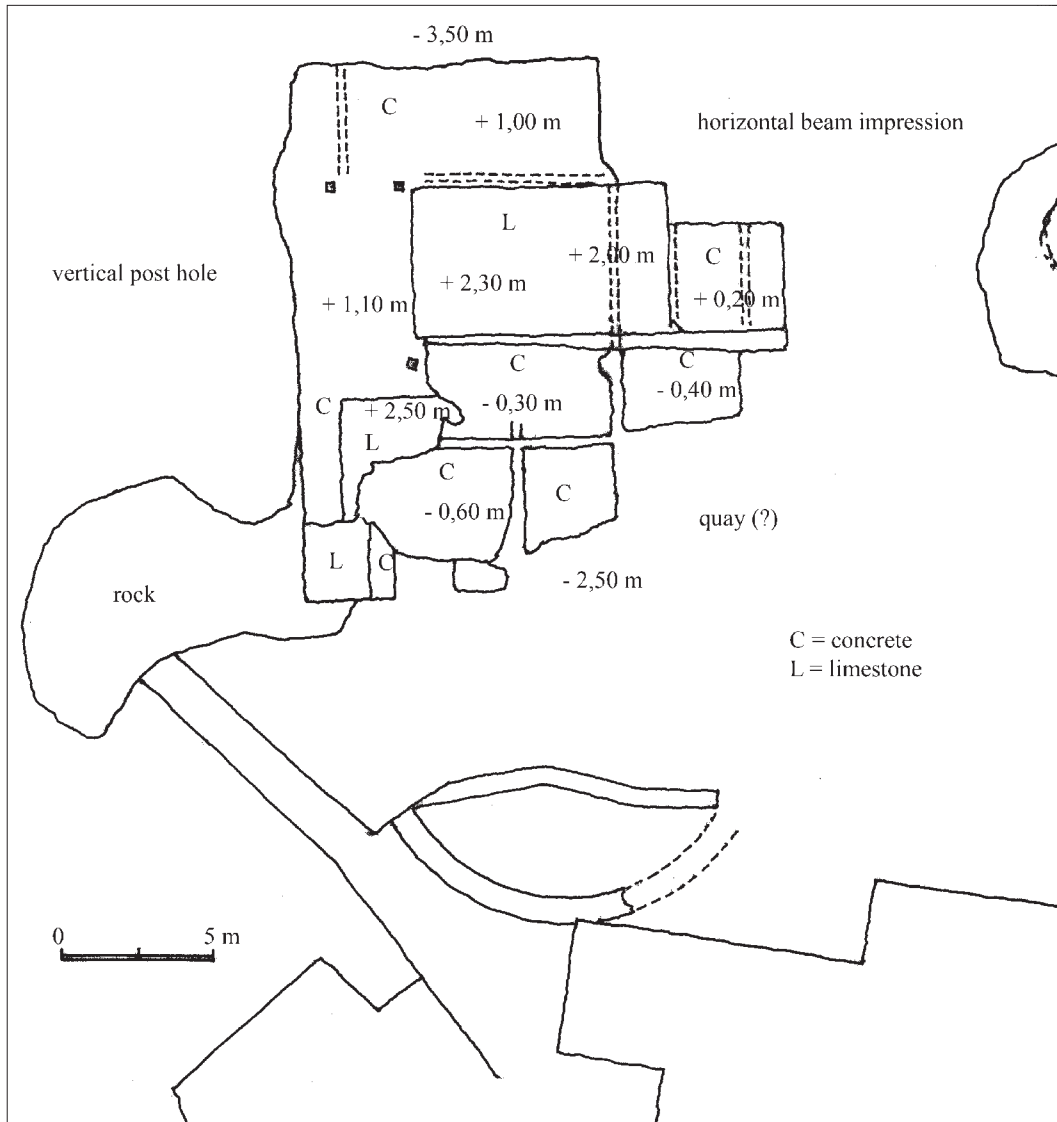 - 3,50 m
C
+ 1,00 m
horizontal beam impression
L
+ 2,00 m
C
vertical post hole
+ 2,30 m
+ 0,20 m
+ 1,10 m
C
C
- 0,40 m
C
+ 2,50 m
- 0,30 m
L
C
C
- 0,60 m
quay (?)
L
C
- 2,50 m
rock
C = concrete
L = limestone
0
5 m